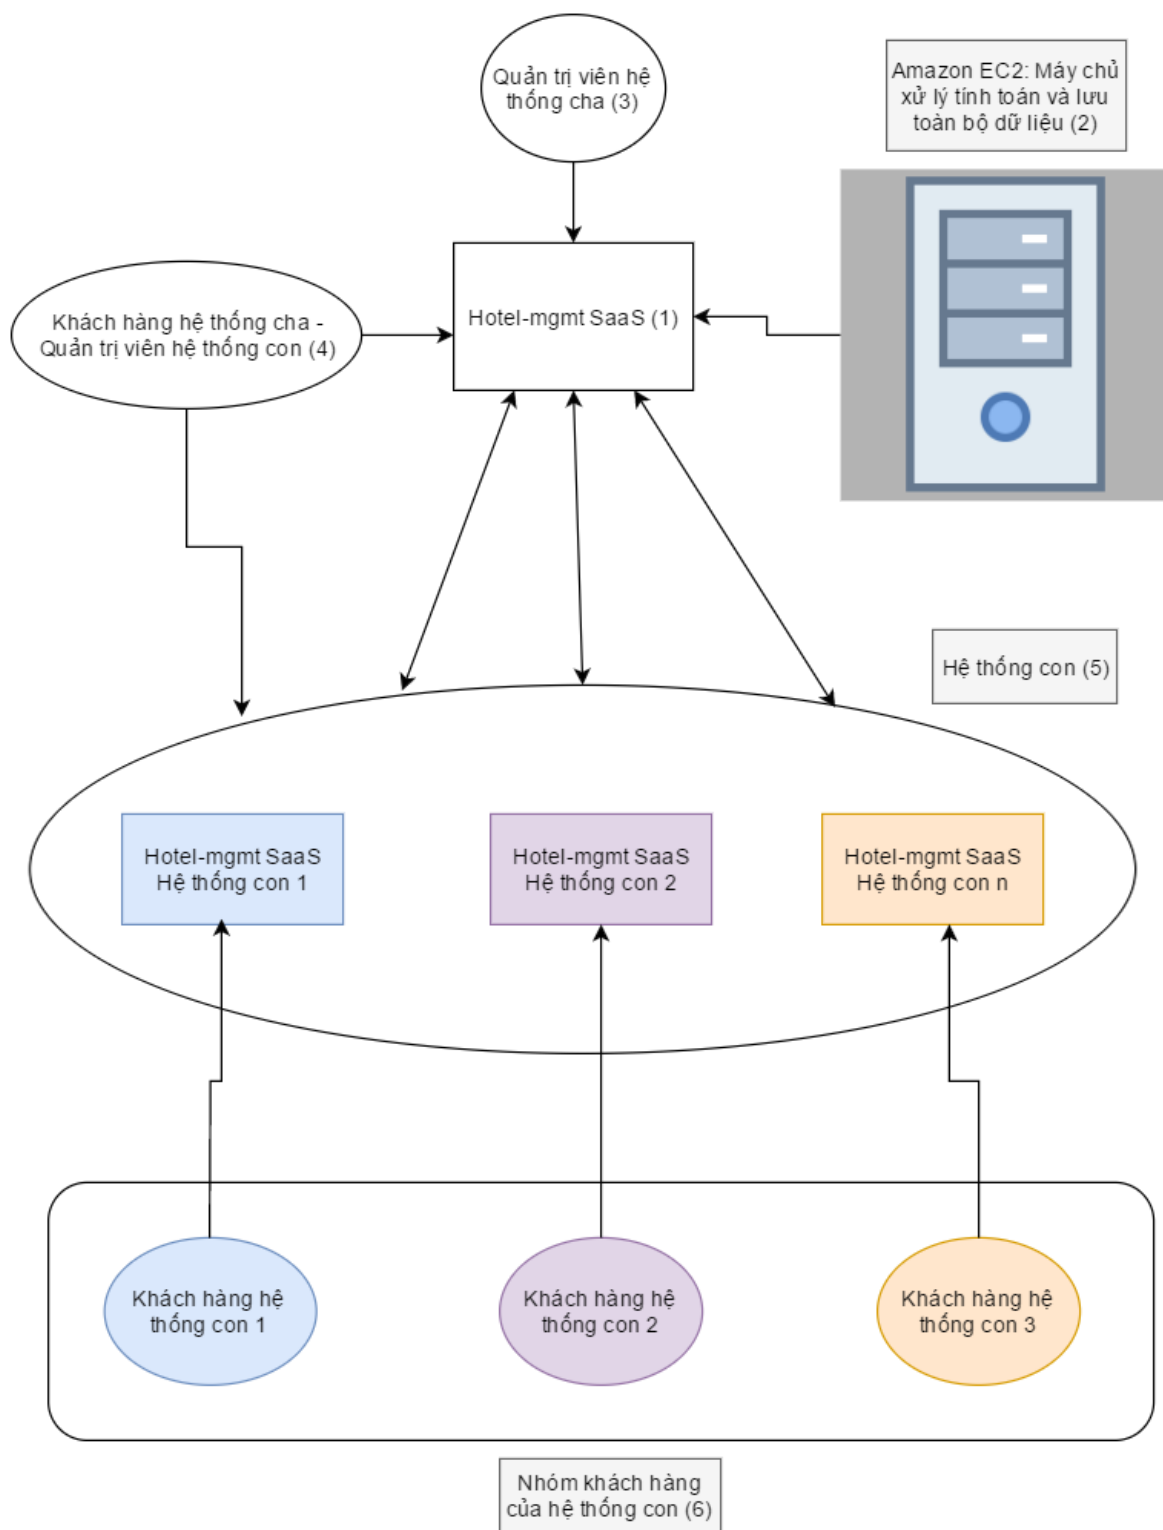 Quản trị viên hệ
thống cha (3)
Amazon EC2: Máy chủ
xử lý tính toán và lưu
toàn bộ dữ liệu (2)
Hotel-mgmt SaaS (1)
Khách hàng hệ thống cha -
Quản trị viên hệ thống con (4)
Hệ thống con (5)
Hotel-mgmt SaaS
Hệ thống con 1
Hotel-mgmt SaaS
Hệ thống con 2
Hotel-mgmt SaaS
Hệ thống con n
Khách hàng hệ
thống con 1
Khách hàng hệ
thống con 2
Khách hàng hệ
thống con 3
Nhóm khách hàng
của hệ thống con (6)